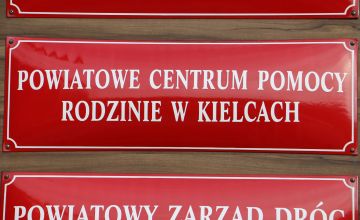 POWIATOWE CENTRUM POMOCY
RODZINIE W KIELCACH
POWIATOWY ZARZĄD DRÓG